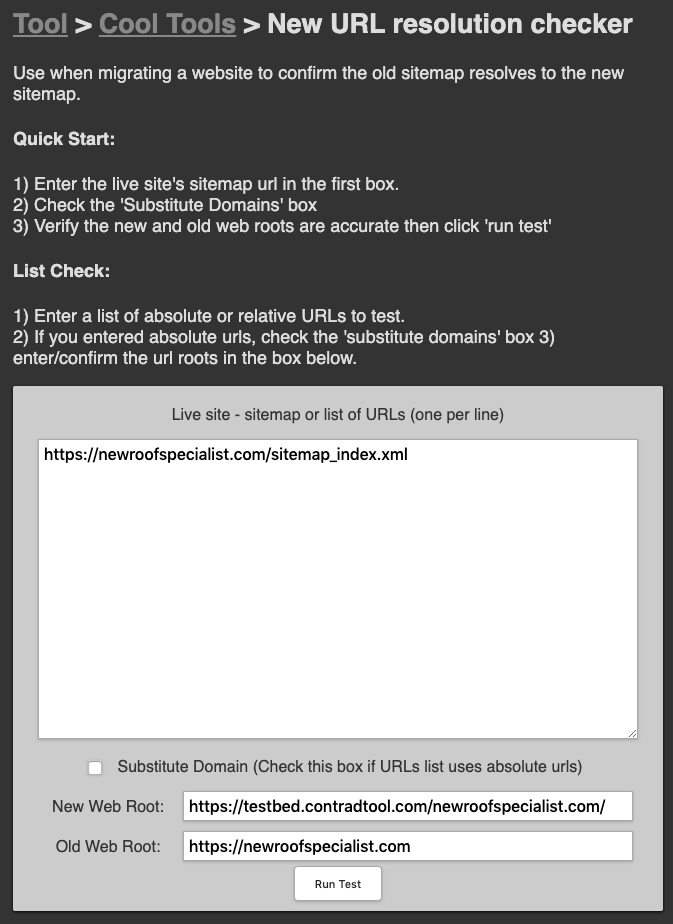 Tool > Cool Tools > New URL resolution checker
Use when migrating a website to confirm the old sitemap resolves to the new
sitemap.
Quick Start:
1) Enter the live site's sitemap url in the first box.
2) Check the 'Substitute Domains' box
3) Verify the new and old web roots are accurate then click 'run test'
List Check:
1) Enter a list of absolute or relative URLs to test.
2) If you entered absolute urls, check the 'substitute domains' box 3)
enter/confirm the url roots in the box below.
Live site - sitemap or list of URLs (one per line)
https://newroofspecialist.com/sitemap_index.xml
Substitute Domain (Check this box if URLs list uses absolute urls)
New Web Root: https://testbed.contradtool.com/newroofspecialist.com/
Old Web Root: https://newroofspecialist.com
Run Test